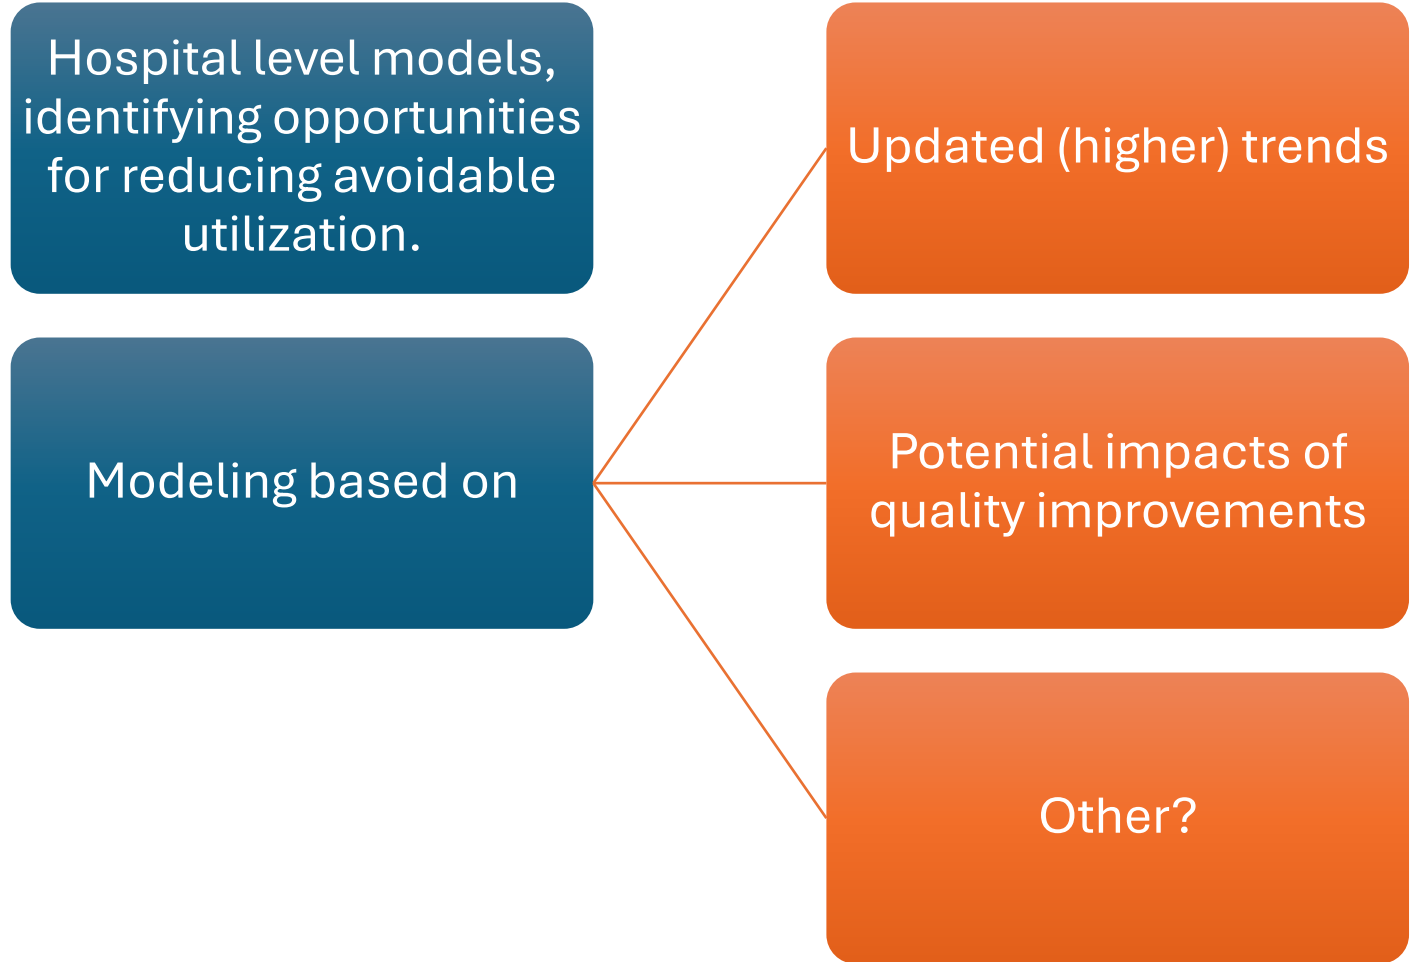 Hospital level models,
identifying opportunities
for reducing avoidable
utilization.
Modeling based on
Updated (higher) trends
Potential impacts of
quality improvements
Other?